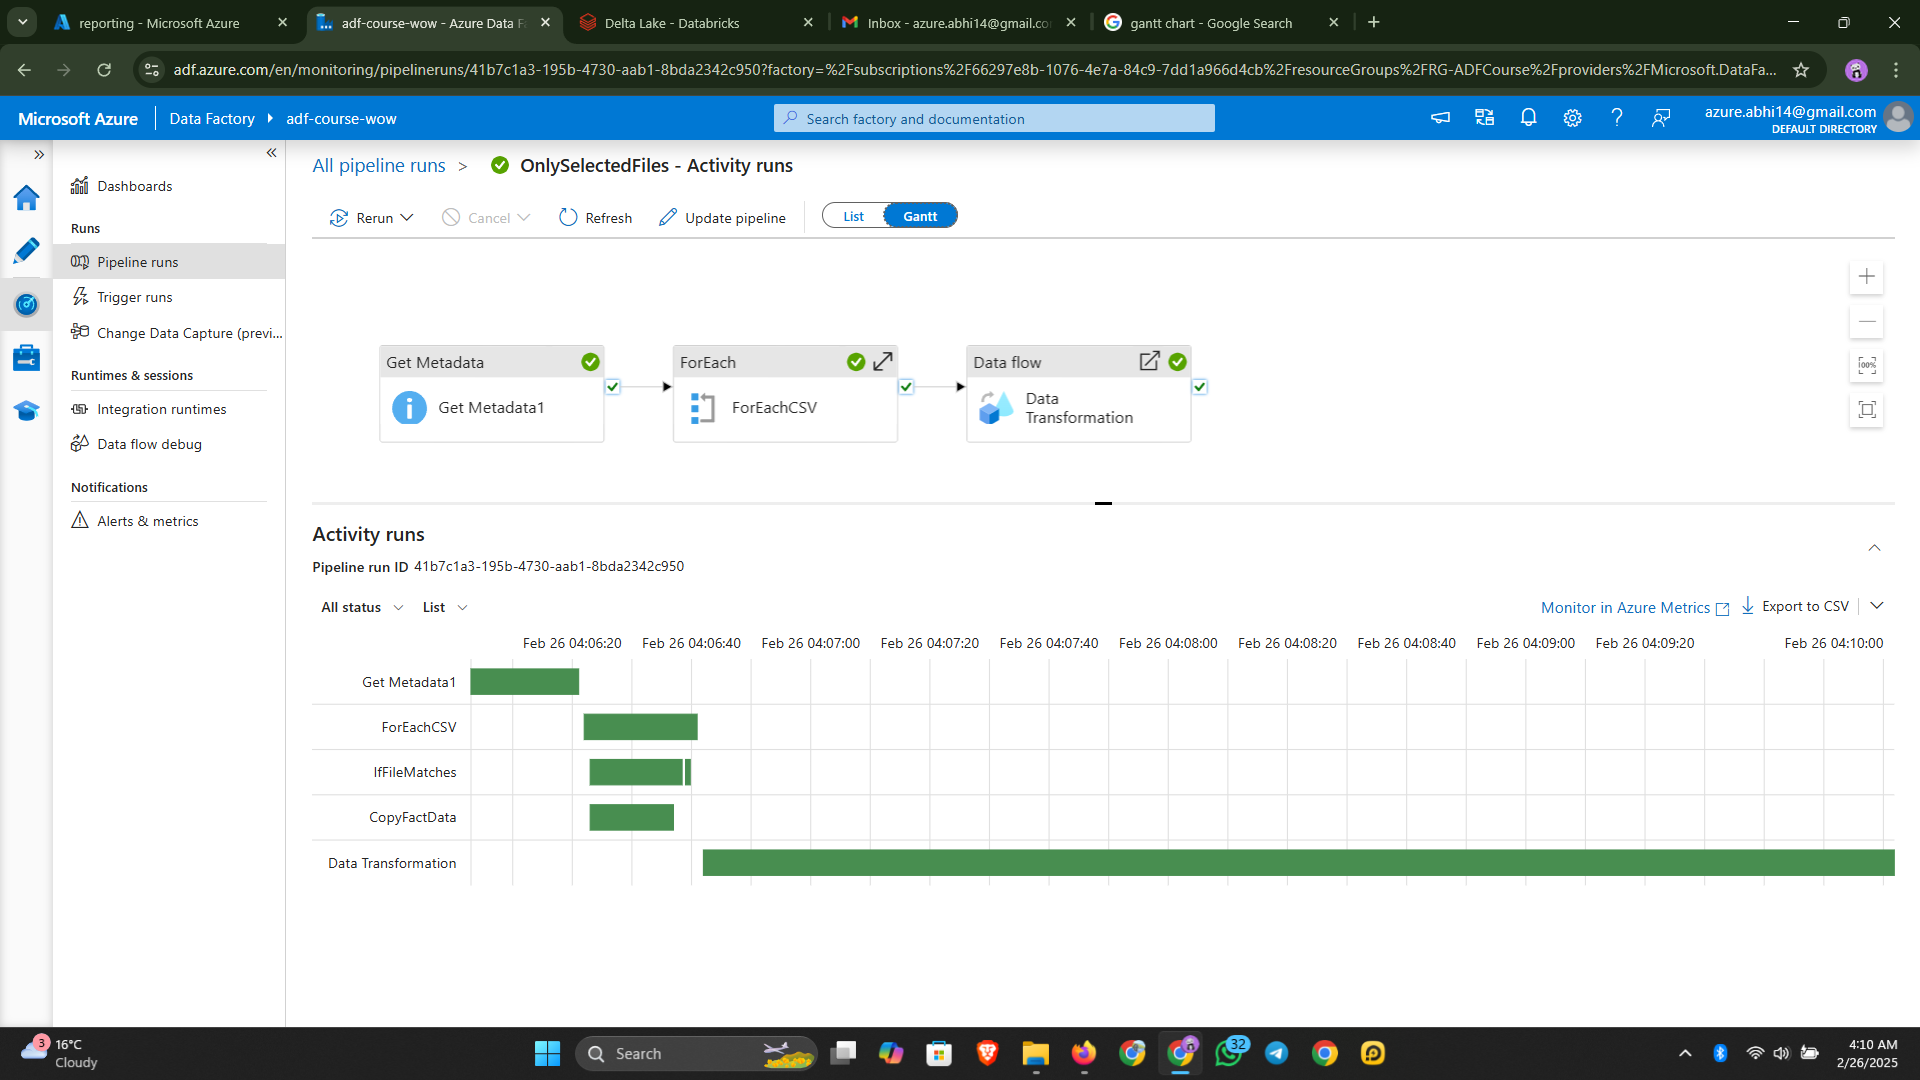 reporting - Microsoft Azure
adf-course-wow - Azure Data F
Delta Lake - Databricks
Inbox - azure.abhi14@gmail.co
gantt chart - Google Search
adf.azure.com/en/monitoring/pipelineruns/41b7c1a3-195b-4730-aab1-8bda2342c950?factory=%2Fsubscriptions%2F66297e8b-1076-4e7a-84c9-7dd1a966d4cb%2FresourceGroups%2FRG-ADFCourse%2Fproviders%2FMicrosoft.DataFa...
Microsoft Azure
Data Factory
adf-course-wow
Search factory and documentation
azure.abhi14@gmail.com
DEFAULT DIRECTORY
Dashboards
Runs
Pipeline runs
Trigger runs
Change Data Capture (previ...
Runtimes & sessions
Integration runtimes
Data flow debug
Notifications
Alerts & metrics
All pipeline runs > OnlySelectedFiles - Activity runs
Rerun
Cancel
Refresh
Update pipeline
List
Gantt
100%
Get Metadata
Get Metadata1
ForEach
ForEachCSV
Data flow
Data
Transformation
Activity runs
Pipeline run ID 41b7c1a3-195b-4730-aab1-8bda2342c950
All status
List
Monitor in Azure Metrics
Export to CSV
Feb 26 04:06:20
Feb 26 04:06:40
Feb 26 04:07:00
Feb 26 04:07:20
Feb 26 04:07:40
Feb 26 04:08:00
Feb 26 04:08:20
Feb 26 04:08:40
Feb 26 04:09:00
Feb 26 04:09:20
Feb 26 04:10:00
Get Metadata1
ForEachCSV
IfFileMatches
CopyFactData
Data Transformation
3
16°C
Cloudy
Search
32
4:10 AM
2/26/2025